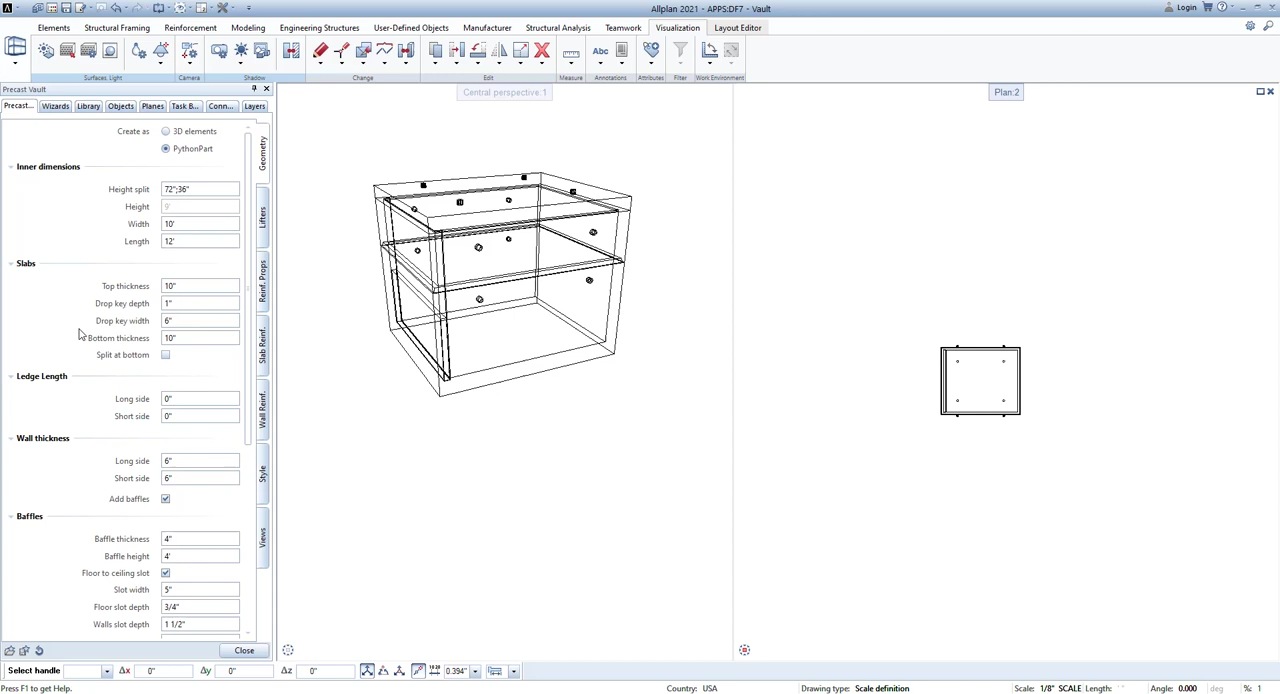 Allplan 2021 - APPS:DF7 - Vault
Login
Elements Structural Framing Reinforcement Modeling Engineering Structures User-Defined Objects Manufacturer Structural Analysis Teamwork Visualization Layout Editor
Abc
Surfaces, Light Camera Shadow Change Edit Measure Annotations Attributes Filter Work Environment
Precast Vault
Precast... Wizards Library Objects Planes Task B... Conn... Layers
Central perspective:1
Plan:2
Create as 3D elements
PythonPart
Inner dimensions
Height split 72";36"
Height 9'
Width 10'
Length 12'
Slabs
Top thickness 10"
Drop key depth 1"
Drop key width 6"
Bottom thickness 10"
Split at bottom
Ledge Length
Long side 0"
Short side 0"
Wall thickness
Long side 6"
Short side 6"
Add baffles
Baffles
Baffle thickness 4"
Baffle height 4'
Floor to ceiling slot
Slot width 5"
Floor slot depth 3/4"
Walls slot depth 1 1/2"
Geometry
Lifters
Reinf. Props
Slab Reinf.
Wall Reinf.
Style
Views
Close
Select handle Δx 0" Δy 0" Δz 0" 0.394"
Press F1 to get Help. Country: USA Drawing type: Scale definition Scale: 1/8" SCALE Length: Angle: 0.000 deg %: 1